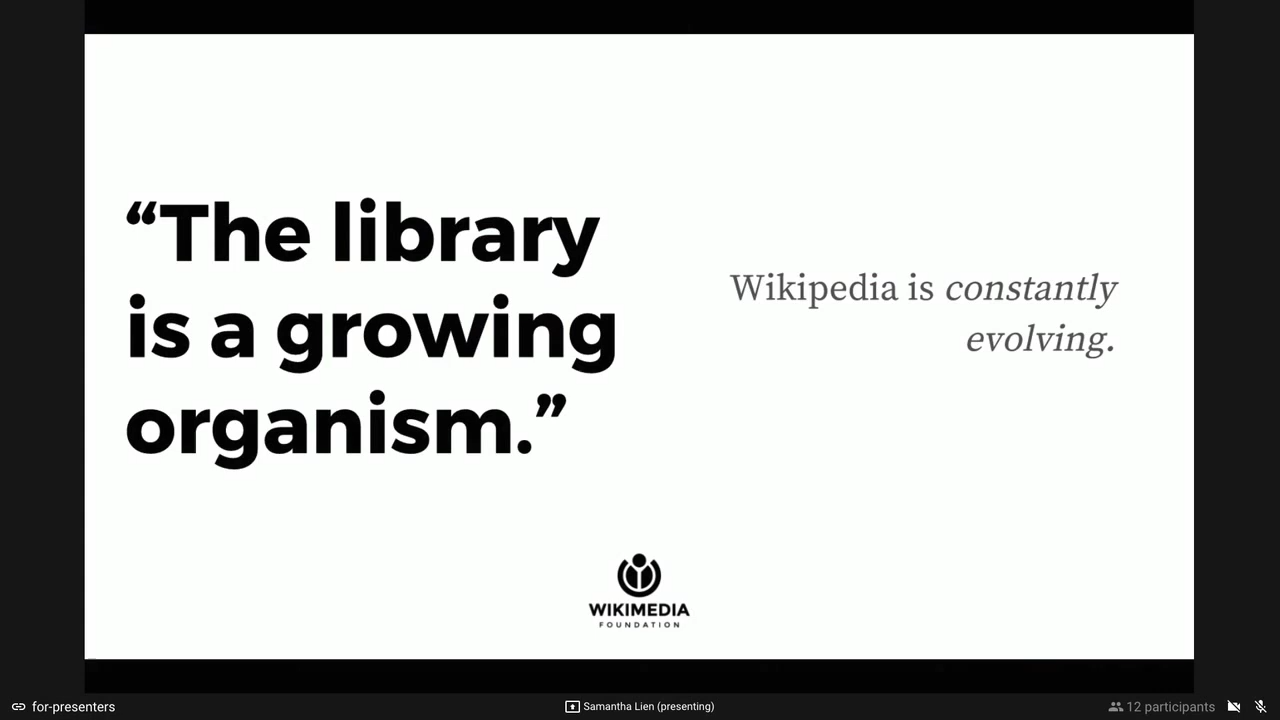 “The library
is a growing
organism.”
Wikipedia is constantly
evolving.
WIKIMEDIA
FOUNDATION
for-presenters
Samantha Lien (presenting)
12 participants